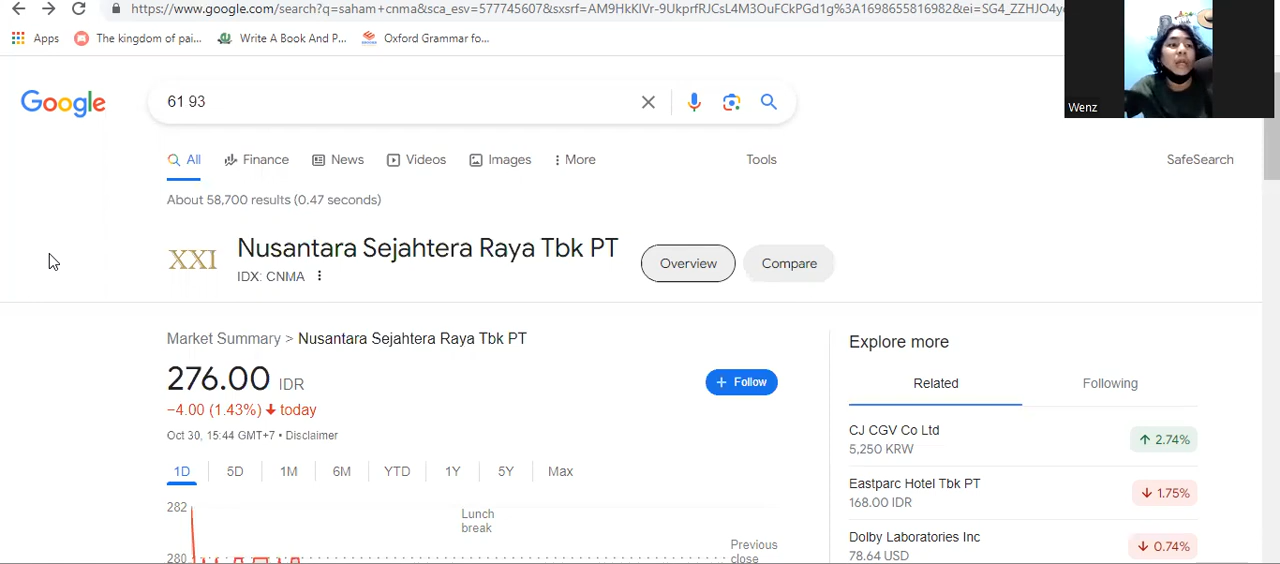 https://www.google.com/search?q=saham+cnma&sca_esv=577745607&sxsrf=AM9HkKlVr-9UkprfRJCsL4M3OuFCkPGd1g%3A1698655816982&ei=SG4_ZZHJO4y
Apps The kingdom of pai... Write A Book And P... Oxford Grammar fo...
Wenz
Google 61 93
All Finance News Videos Images More Tools SafeSearch
About 58,700 results (0.47 seconds)
XXI Nusantara Sejahtera Raya Tbk PT Overview Compare
IDX: CNMA
Market Summary > Nusantara Sejahtera Raya Tbk PT
276.00 IDR
+ Follow
−4.00 (1.43%) today
Oct 30, 15:44 GMT+7 • Disclaimer
1D 5D 1M 6M YTD 1Y 5Y Max
282
Lunch
break
280
Previous
close
Explore more
Related Following
CJ CGV Co Ltd
5,250 KRW
2.74%
Eastparc Hotel Tbk PT
168.00 IDR
1.75%
Dolby Laboratories Inc
78.64 USD
0.74%